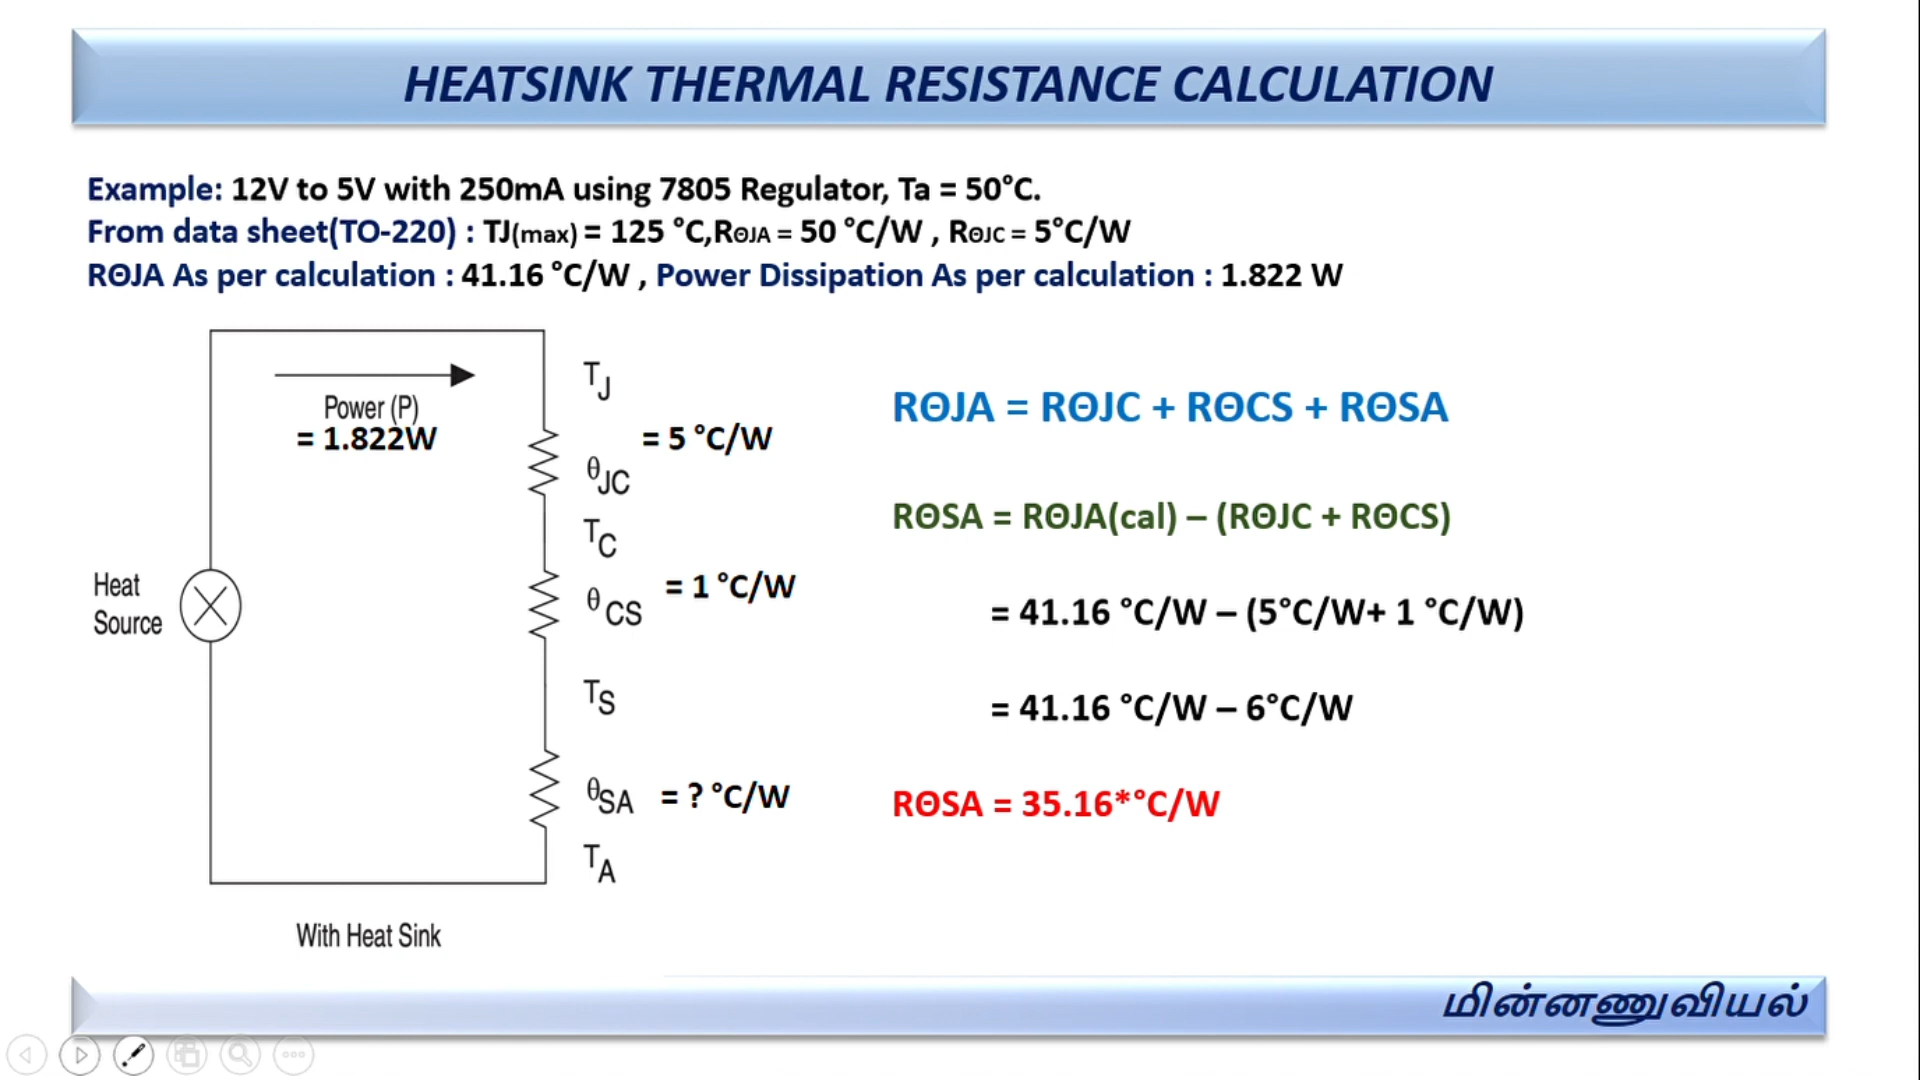 HEATSINK THERMAL RESISTANCE CALCULATION
Example: 12V to 5V with 250mA using 7805 Regulator, Ta = 50°C.
From data sheet(TO-220) : TJ(max) = 125 °C,RΘJA = 50 °C/W , RΘJC = 5°C/W
RΘJA As per calculation : 41.16 °C/W , Power Dissipation As per calculation : 1.822 W
Power (P)
= 1.822W
Heat
Source
TJ
= 5 °C/W
θJC
TC
= 1 °C/W
θCS
TS
θSA = ? °C/W
TA
With Heat Sink
RΘJA = RΘJC + RΘCS + RΘSA
RΘSA = RΘJA(cal) – (RΘJC + RΘCS)
= 41.16 °C/W – (5°C/W+ 1 °C/W)
= 41.16 °C/W – 6°C/W
RΘSA = 35.16*°C/W
மின்னணுவியல்